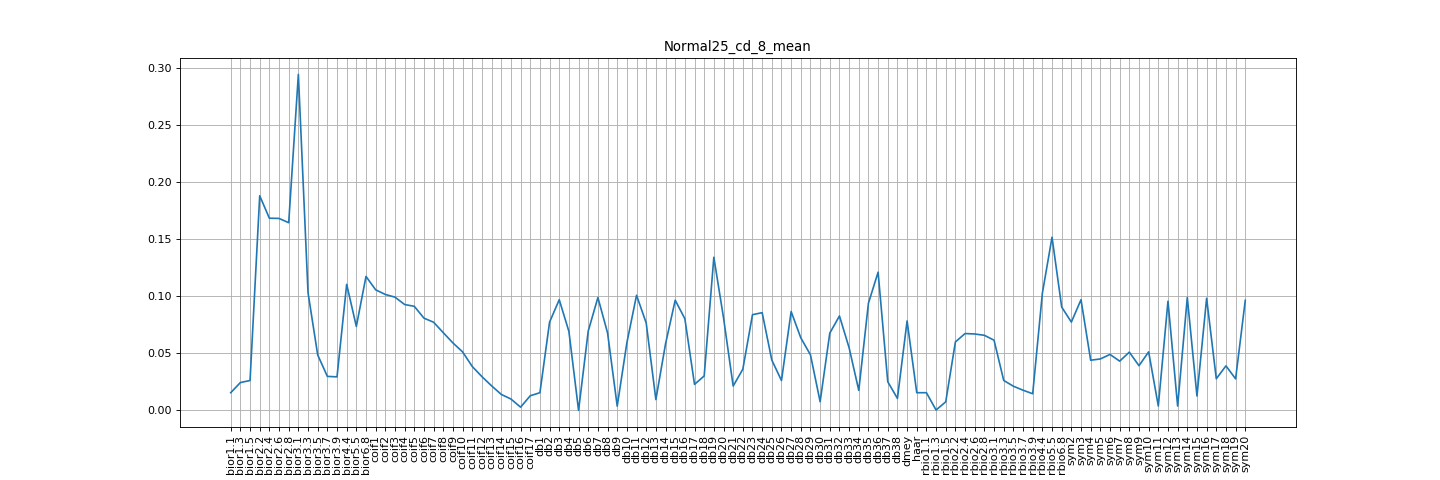 Normal25_cd_8_mean
0.30
0.25
0.20
0.15
0.10
0.05
0.00
bior1.1
bior1.3
bior1.5
bior2.2
bior2.4
bior2.6
bior2.8
bior3.1
bior3.3
bior3.5
bior3.7
bior3.9
bior4.4
bior5.5
bior6.8
coif1
coif2
coif3
coif4
coif5
coif6
coif7
coif8
coif9
coif10
coif11
coif12
coif13
coif14
coif15
coif16
coif17
db1
db2
db3
db4
db5
db6
db7
db8
db9
db10
db11
db12
db13
db14
db15
db16
db17
db18
db19
db20
db21
db22
db23
db24
db25
db26
db27
db28
db29
db30
db31
db32
db33
db34
db35
db36
db37
db38
dmey
haar
rbio1.1
rbio1.3
rbio1.5
rbio2.2
rbio2.4
rbio2.6
rbio2.8
rbio3.1
rbio3.3
rbio3.5
rbio3.7
rbio3.9
rbio4.4
rbio5.5
rbio6.8
sym2
sym3
sym4
sym5
sym6
sym7
sym8
sym9
sym10
sym11
sym12
sym13
sym14
sym15
sym16
sym17
sym18
sym19
sym20